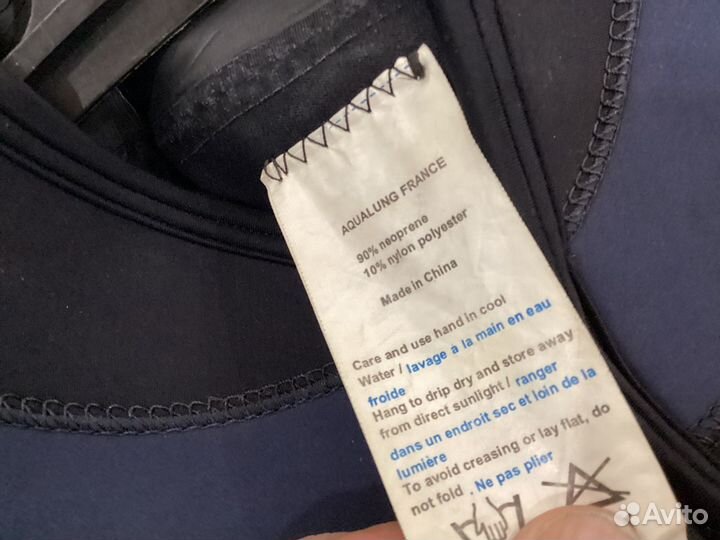 AQUALUNG FRANCE
90% neoprene
10% nylon polyester
Made in China
Care and use hand in cool
Water / lavage à la main en eau
froide
Hang to drip dry and store away
from direct sunlight / ranger
dans un endroit sec et loin de la
lumière
To avoid creasing or lay flat, do
not fold . Ne pas plier
Avito